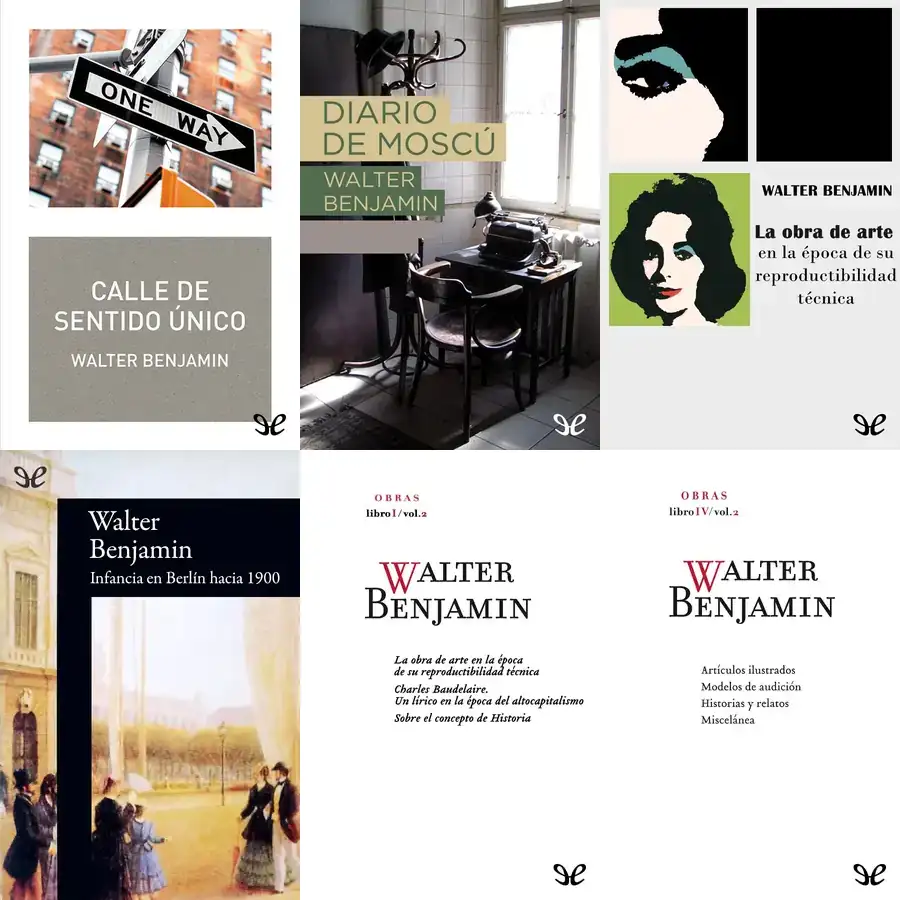 ONE WAY
CALLE DE
SENTIDO ÚNICO
WALTER BENJAMIN
DIARIO
DE MOSCÚ
WALTER
BENJAMIN
WALTER BENJAMIN
La obra de arte
en la época de su
reproductibilidad
técnica
Walter
Benjamin
Infancia en Berlín hacia 1900
OBRAS
libro I/vol.2
WALTER
BENJAMIN
La obra de arte en la época
de su reproductibilidad técnica
Charles Baudelaire.
Un lírico en la época del altocapitalismo
Sobre el concepto de Historia
OBRAS
libro IV/vol.2
WALTER
BENJAMIN
Artículos ilustrados
Modelos de audición
Historias y relatos
Miscelánea